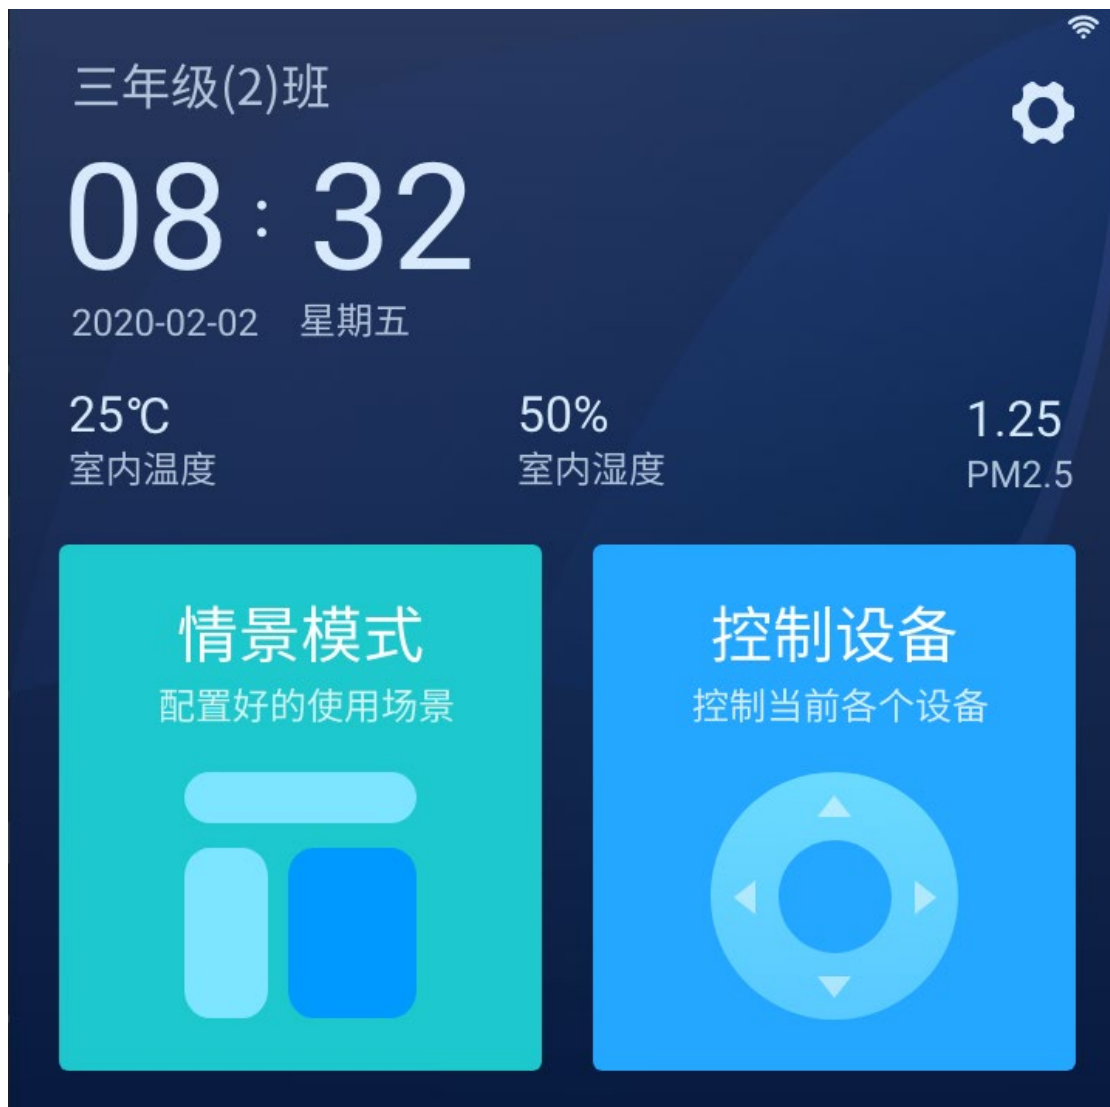 三年级(2)班
08 : 32
2020-02-02 星期五
25℃ 50% 1.25
室内温度 室内湿度 PM2.5
情景模式 控制设备
配置好的使用场景 控制当前各个设备